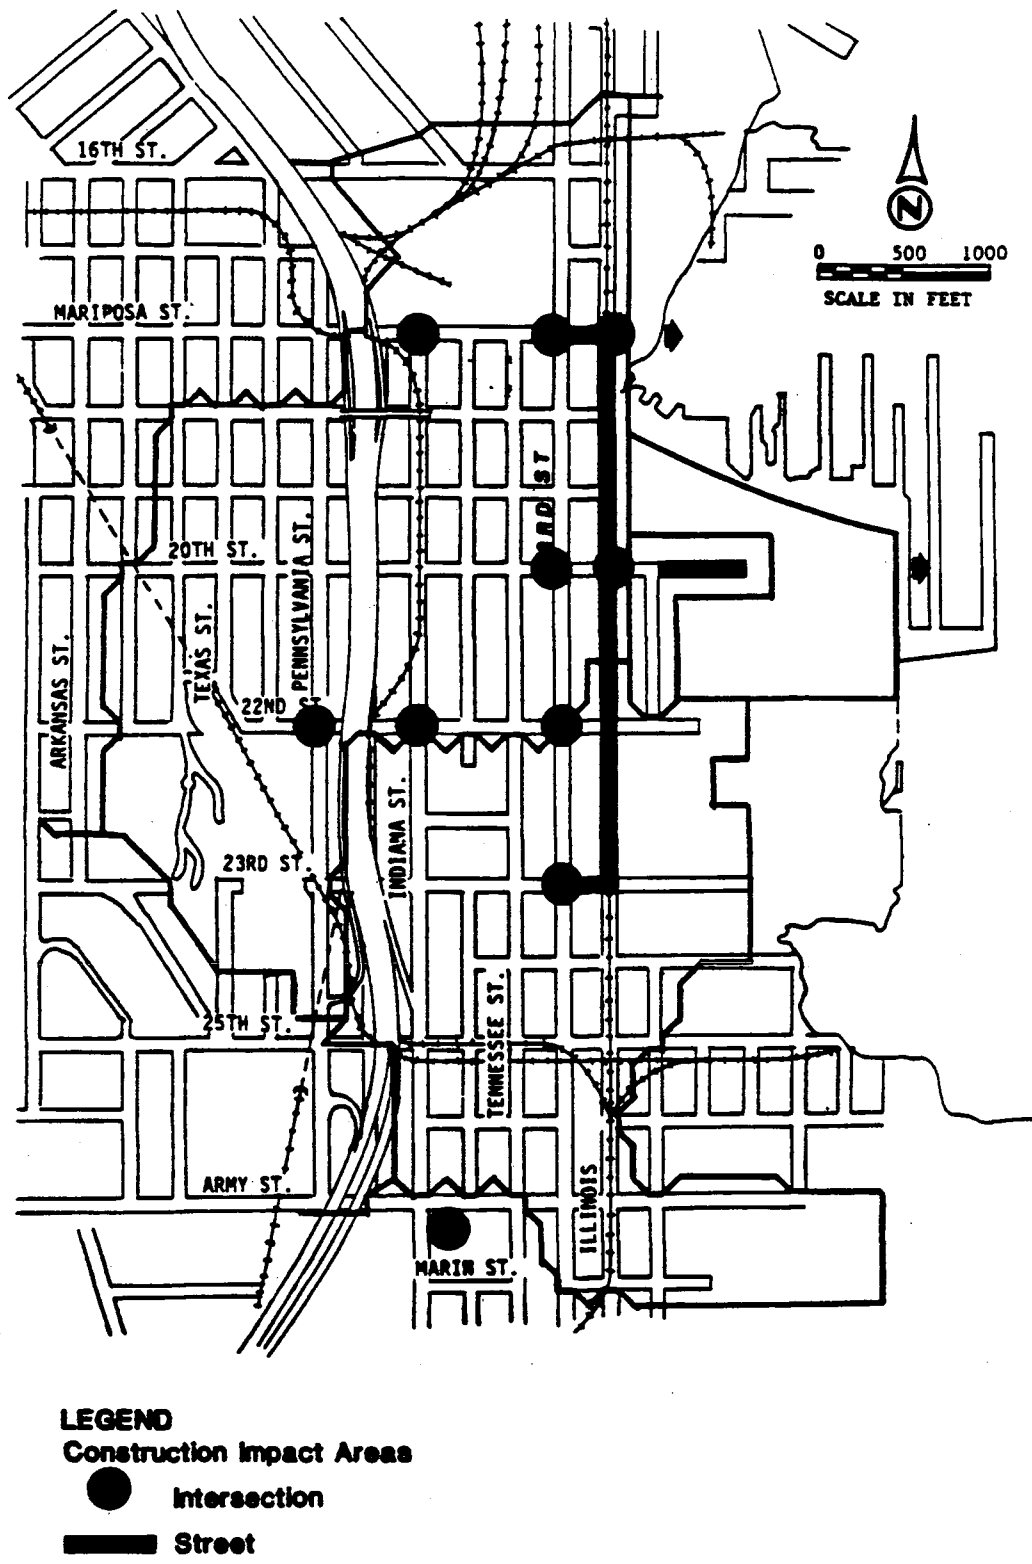 16TH ST.
N
0 500 1000
SCALE IN FEET
MARIPOSA ST.
RD ST
20TH ST.
PENNSYLVANIA ST.
TEXAS ST.
ARKANSAS ST.
22ND
INDIANA ST.
23RD ST.
TENNESSEE ST.
25TH ST.
ARMY ST.
ILLINOIS
MARIN ST.
LEGEND
Construction Impact Areas
Intersection
Street